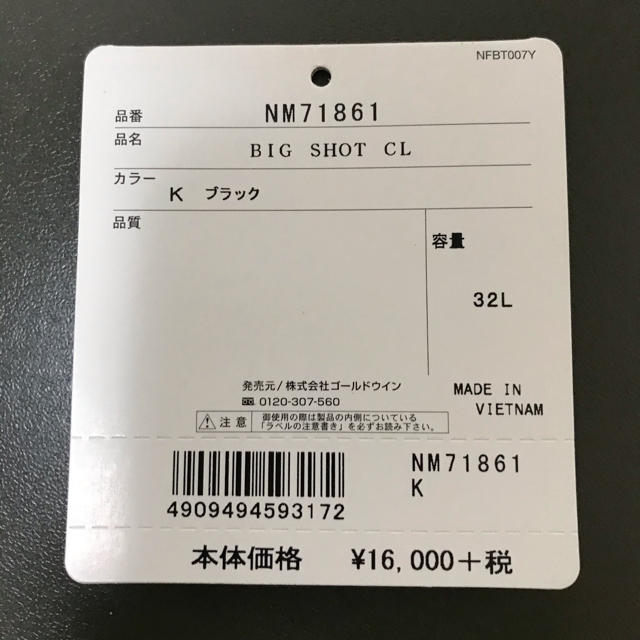 NFBT007Y
品番 NM71861
品名 BIG SHOT CL
カラー K ブラック
品質
容量
32L
発売元/株式会社ゴールドウイン
0120-307-560
注意 御使用の際は製品の内側についている
「ラベルの注意書き」を必ずお読み下さい。
MADE IN
VIETNAM
4909494593172
NM71861
K
本体価格 ¥16,000+税